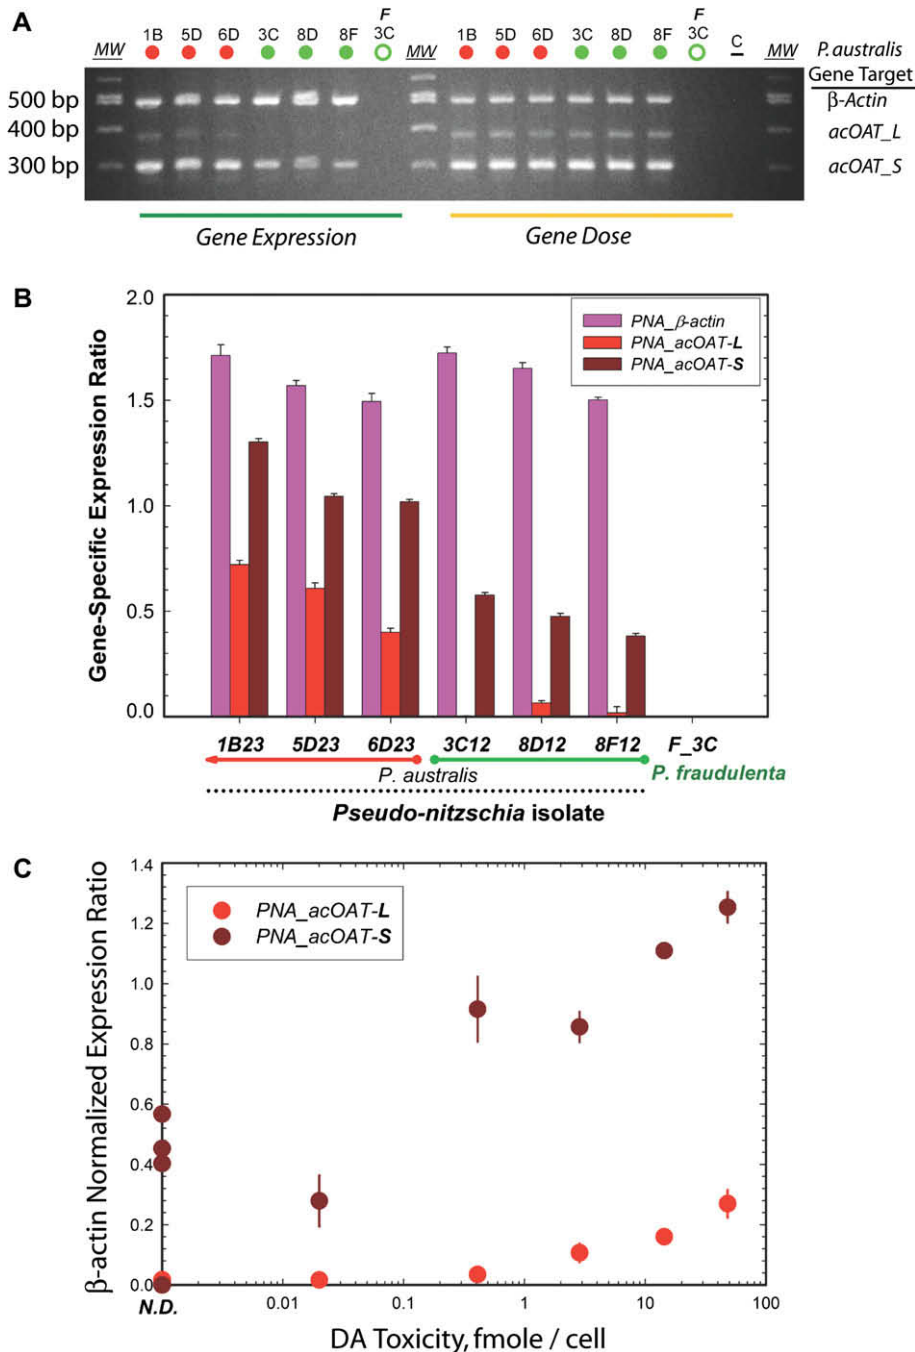 A
F
1B 5D 6D 3C 8D 8F 3C
F
1B 5D 6D 3C 8D 8F 3C C
MW
MW
MW
P. australis
Gene Target
500 bp
400 bp
300 bp
β-Actin
acOAT_L
acOAT_S
Gene Expression
Gene Dose
B
Gene-Specific Expression Ratio
2.0
1.5
1.0
0.5
0.0
PNA_β-actin
PNA_acOAT-L
PNA_acOAT-S
1B23 5D23 6D23 3C12 8D12 8F12 F_3C
P. australis
P. fraudulenta
Pseudo-nitzschia isolate
C
β-actin Normalized Expression Ratio
1.4
1.2
1.0
0.8
0.6
0.4
0.2
0.0
PNA_acOAT-L
PNA_acOAT-S
N.D. 0.01 0.1 1 10 100
DA Toxicity, fmole / cell